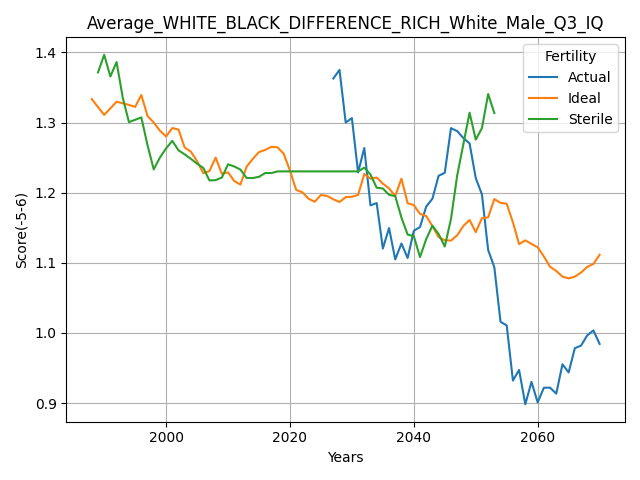 Average_WHITE_BLACK_DIFFERENCE_RICH_White_Male_Q3_IQ
Fertility
Actual
Ideal
Sterile
Score(-5-6)
1.4
1.3
1.2
1.1
1.0
0.9
2000
2020
2040
2060
Years